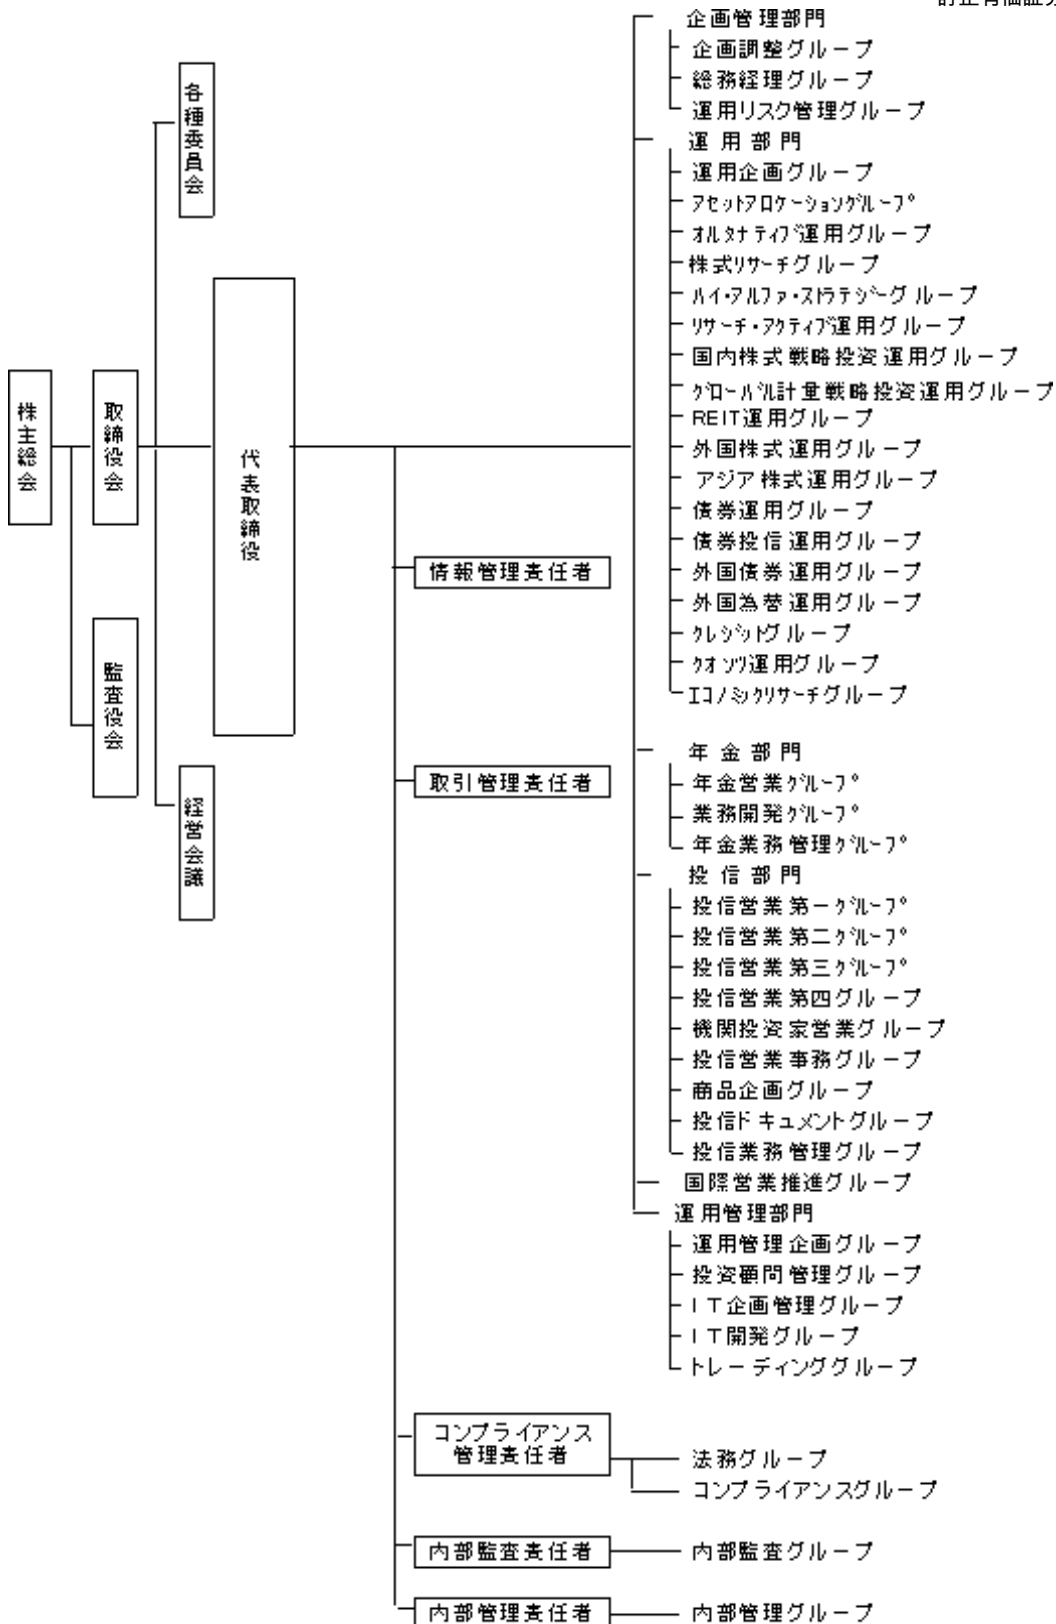 企画管理部門
企画調整グループ
総務経理グループ
運用リスク管理グループ
運用部門
運用企画グループ
ｱｾｯﾄｱﾛｹｰｼｮﾝｸﾞﾙｰﾌﾟ
ｵﾙﾀﾅﾃｨﾌﾞ運用グループ
株式ﾘｻｰﾁグループ
ﾊｲ・ｱﾙﾌｧ・ｽﾄﾗﾃｼﾞｰグループ
ﾘｻｰﾁ・ｱｸﾃｨﾌﾞ運用グループ
国内株式戦略投資運用グループ
ｸﾞﾛｰﾊﾞﾙ計量戦略投資運用グループ
REIT運用グループ
外国株式運用グループ
アジア株式運用グループ
債券運用グループ
債券投信運用グループ
外国債券運用グループ
外国為替運用グループ
ｸﾚｼﾞｯﾄグループ
ｸｵﾝﾂ運用グループ
ｴｺﾉﾐｯｸﾘｻｰﾁグループ
年金部門
年金営業ｸﾞﾙｰﾌﾟ
業務開発ｸﾞﾙｰﾌﾟ
年金業務管理ｸﾞﾙｰﾌﾟ
投信部門
投信営業第一ｸﾞﾙｰﾌﾟ
投信営業第二ｸﾞﾙｰﾌﾟ
投信営業第三ｸﾞﾙｰﾌﾟ
投信営業第四グループ
機関投資家営業グループ
投信営業事務グループ
商品企画グループ
投信ドキュメントグループ
投信業務管理グループ
国際営業推進グループ
運用管理部門
運用管理企画グループ
投資顧問管理グループ
ＩＴ企画管理グループ
ＩＴ開発グループ
トレーディンググループ
株主総会
取締役会
監査役会
各種委員会
経営会議
代表取締役
情報管理責任者
取引管理責任者
コンプライアンス
管理責任者
法務グループ
コンプライアンスグループ
内部監査責任者
内部監査グループ
内部管理責任者
内部管理グループ